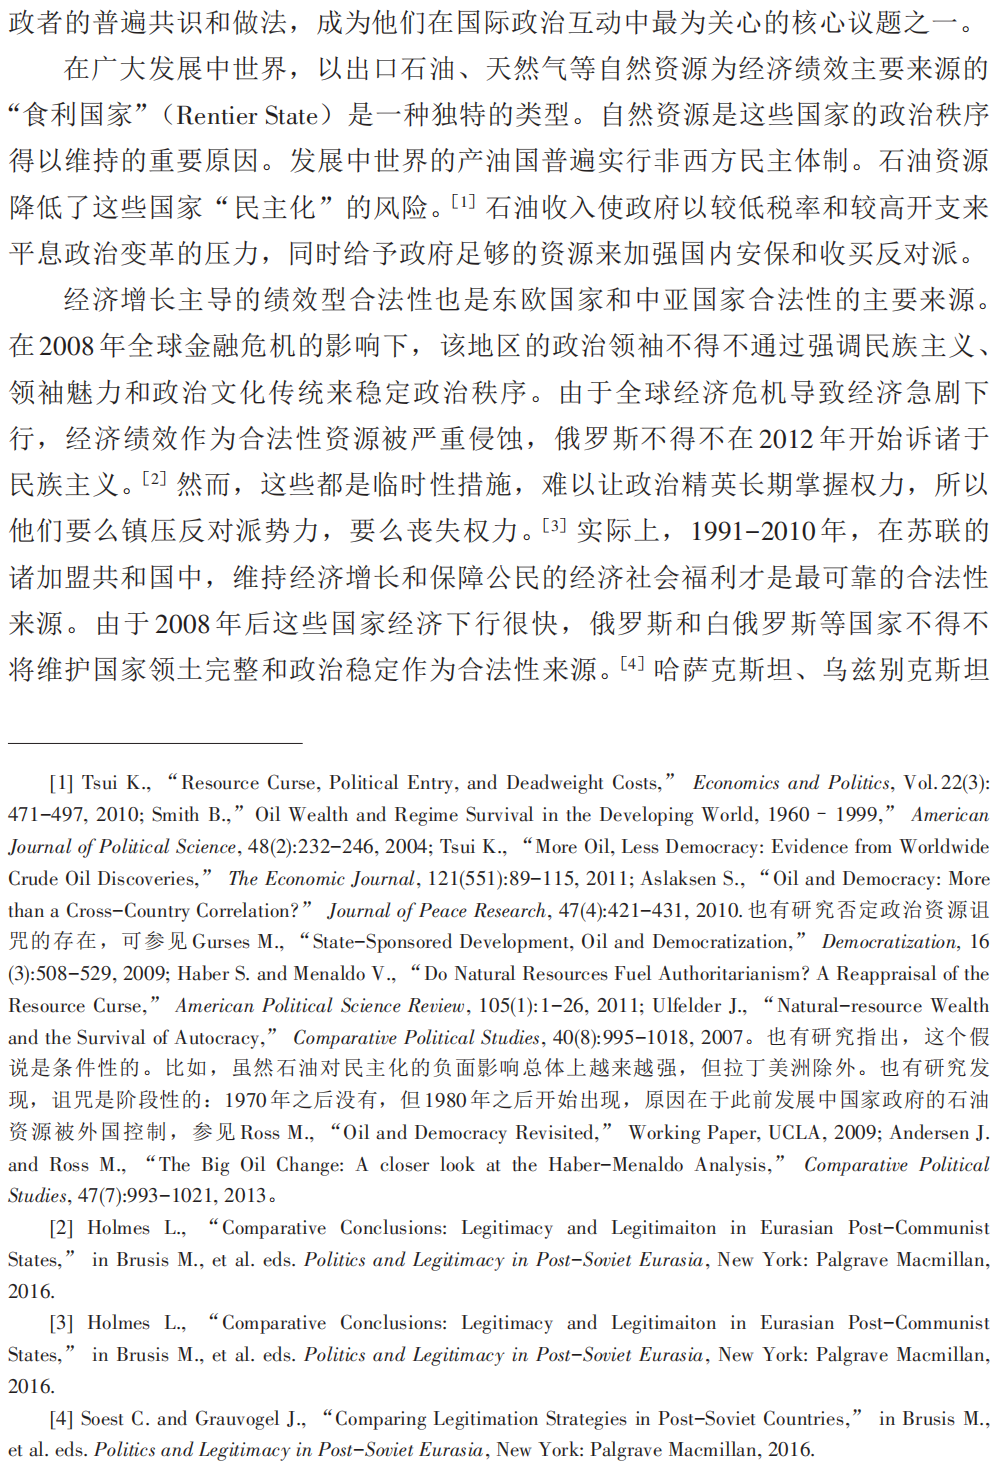 政者的普遍共识和做法，成为他们在国际政治互动中最为关心的核心议题之一。
在广大发展中世界，以出口石油、天然气等自然资源为经济绩效主要来源的
“食利国家”（Rentier State）是一种独特的类型。自然资源是这些国家的政治秩序
得以维持的重要原因。发展中世界的产油国普遍实行非西方民主体制。石油资源
降低了这些国家“民主化”的风险。[1] 石油收入使政府以较低税率和较高开支来
平息政治变革的压力，同时给予政府足够的资源来加强国内安保和收买反对派。
经济增长主导的绩效型合法性也是东欧国家和中亚国家合法性的主要来源。
在2008年全球金融危机的影响下，该地区的政治领袖不得不通过强调民族主义、
领袖魅力和政治文化传统来稳定政治秩序。由于全球经济危机导致经济急剧下
行，经济绩效作为合法性资源被严重侵蚀，俄罗斯不得不在2012年开始诉诸于
民族主义。[2] 然而，这些都是临时性措施，难以让政治精英长期掌握权力，所以
他们要么镇压反对派势力，要么丧失权力。[3] 实际上，1991-2010年，在苏联的
诸加盟共和国中，维持经济增长和保障公民的经济社会福利才是最可靠的合法性
来源。由于2008年后这些国家经济下行很快，俄罗斯和白俄罗斯等国家不得不
将维护国家领土完整和政治稳定作为合法性来源。[4] 哈萨克斯坦、乌兹别克斯坦
[1] Tsui K., “Resource Curse, Political Entry, and Deadweight Costs,” Economics and Politics, Vol.22(3):
471-497, 2010; Smith B.,” Oil Wealth and Regime Survival in the Developing World, 1960 - 1999,” American
Journal of Political Science, 48(2):232-246, 2004; Tsui K., “More Oil, Less Democracy: Evidence from Worldwide
Crude Oil Discoveries,” The Economic Journal, 121(551):89-115, 2011; Aslaksen S., “Oil and Democracy: More
than a Cross-Country Correlation?” Journal of Peace Research, 47(4):421-431, 2010.也有研究否定政治资源诅
咒的存在，可参见Gurses M., “State-Sponsored Development, Oil and Democratization,” Democratization, 16
(3):508-529, 2009; Haber S. and Menaldo V., “Do Natural Resources Fuel Authoritarianism? A Reappraisal of the
Resource Curse,” American Political Science Review, 105(1):1-26, 2011; Ulfelder J., “Natural-resource Wealth
and the Survival of Autocracy,” Comparative Political Studies, 40(8):995-1018, 2007。也有研究指出，这个假
说是条件性的。比如，虽然石油对民主化的负面影响总体上越来越强，但拉丁美洲除外。也有研究发
现，诅咒是阶段性的：1970年之后没有，但1980年之后开始出现，原因在于此前发展中国家政府的石油
资源被外国控制，参见Ross M., “Oil and Democracy Revisited,” Working Paper, UCLA, 2009; Andersen J.
and Ross M., “The Big Oil Change: A closer look at the Haber-Menaldo Analysis,” Comparative Political
Studies, 47(7):993-1021, 2013。
[2] Holmes L., “Comparative Conclusions: Legitimacy and Legitimaiton in Eurasian Post-Communist
States,” in Brusis M., et al. eds. Politics and Legitimacy in Post-Soviet Eurasia, New York: Palgrave Macmillan,
2016.
[3] Holmes L., “Comparative Conclusions: Legitimacy and Legitimaiton in Eurasian Post-Communist
States,” in Brusis M., et al. eds. Politics and Legitimacy in Post-Soviet Eurasia, New York: Palgrave Macmillan,
2016.
[4] Soest C. and Grauvogel J., “Comparing Legitimation Strategies in Post-Soviet Countries,” in Brusis M.,
et al. eds. Politics and Legitimacy in Post-Soviet Eurasia, New York: Palgrave Macmillan, 2016.